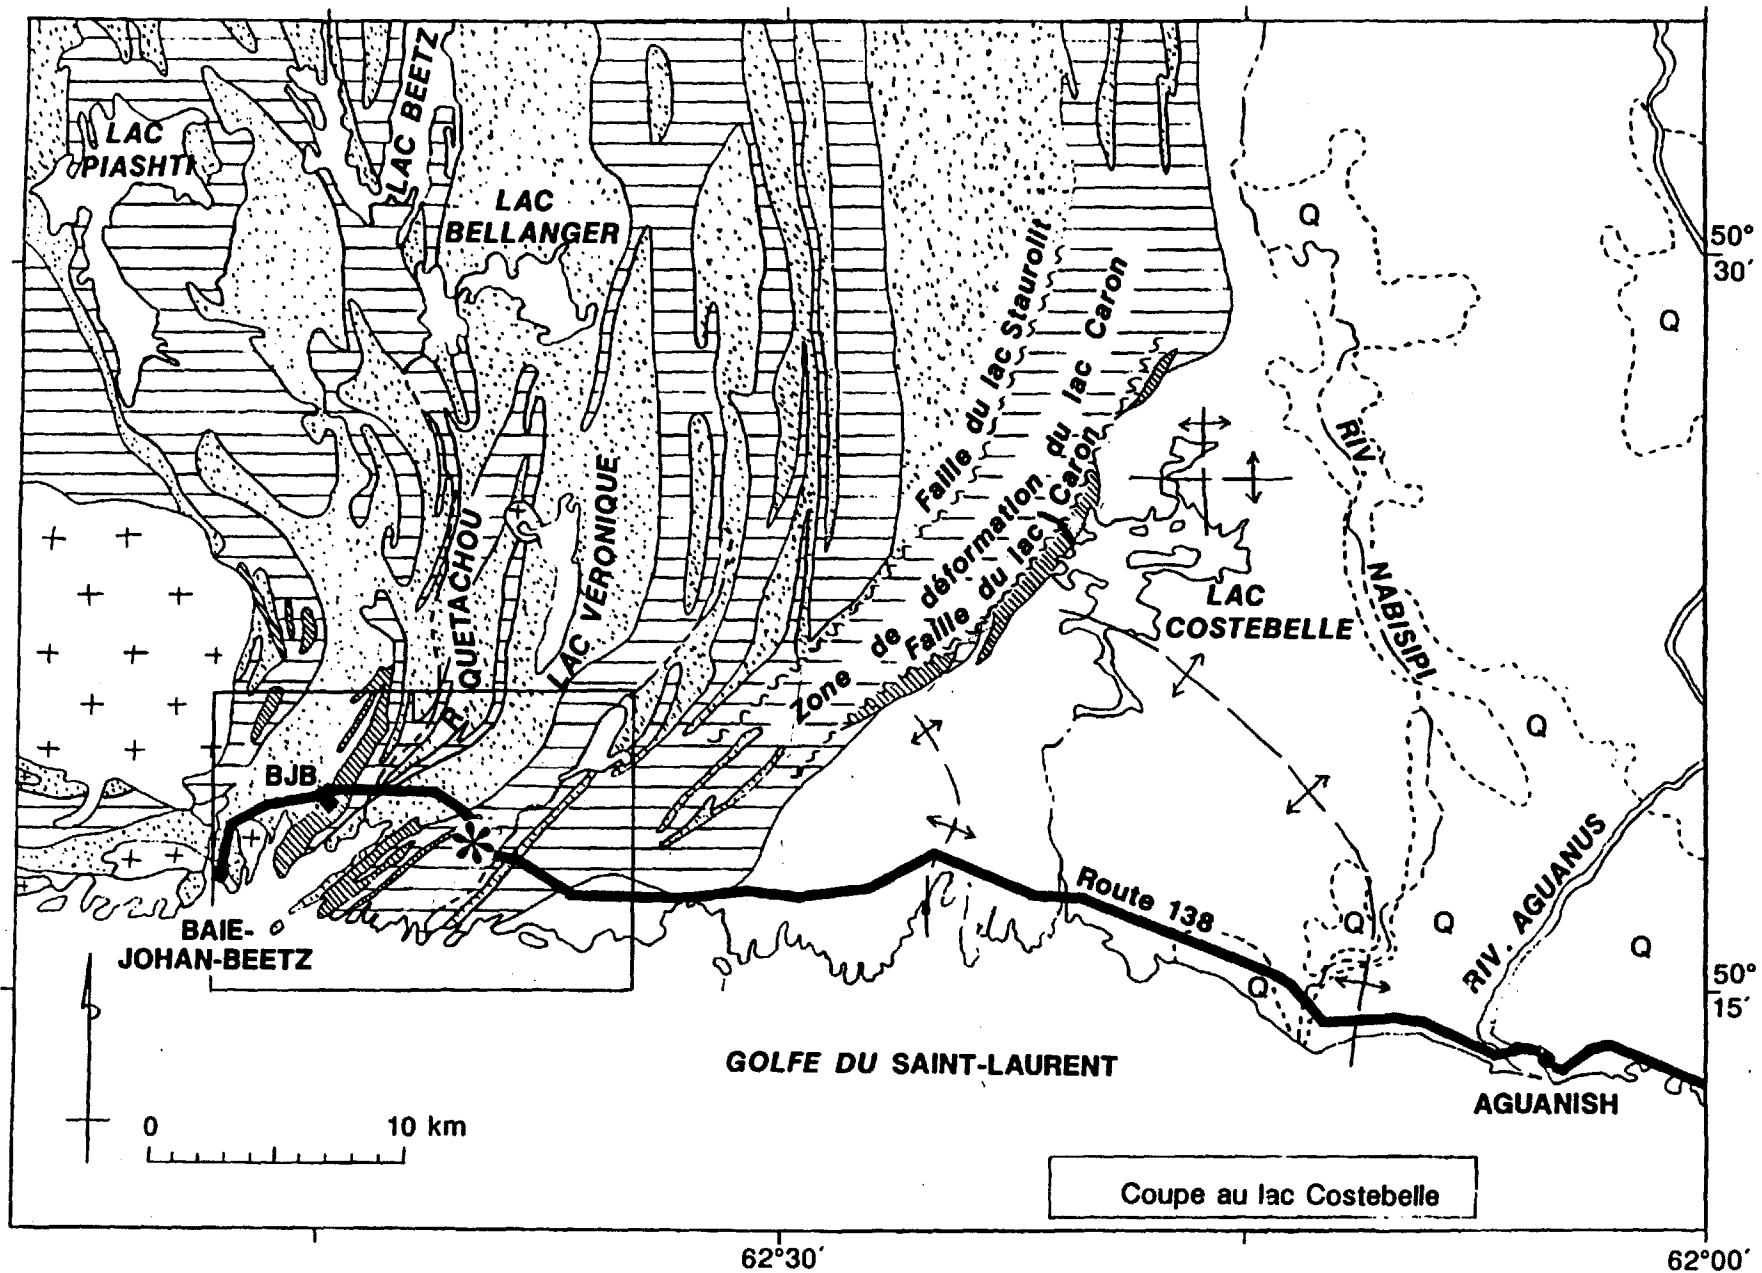 LAC
PIASHTI
LAC BEETZ
LAC
BELLANGER
Q
50°
30′
Q
Faille du lac Staurolit
Zone de déformation du lac Caron
Faille du lac Caron
RIV
NABISIPI
QUETACHOU
R.
LAC VERONIQUE
LAC
COSTEBELLE
Q
BJB
Route 138
Q
Q
Q
Q
RIV. AGUANUS
BAIE-
JOHAN-BEETZ
50°
15′
GOLFE DU SAINT-LAURENT
AGUANISH
0 10 km
Coupe au lac Costebelle
62°30′
62°00′